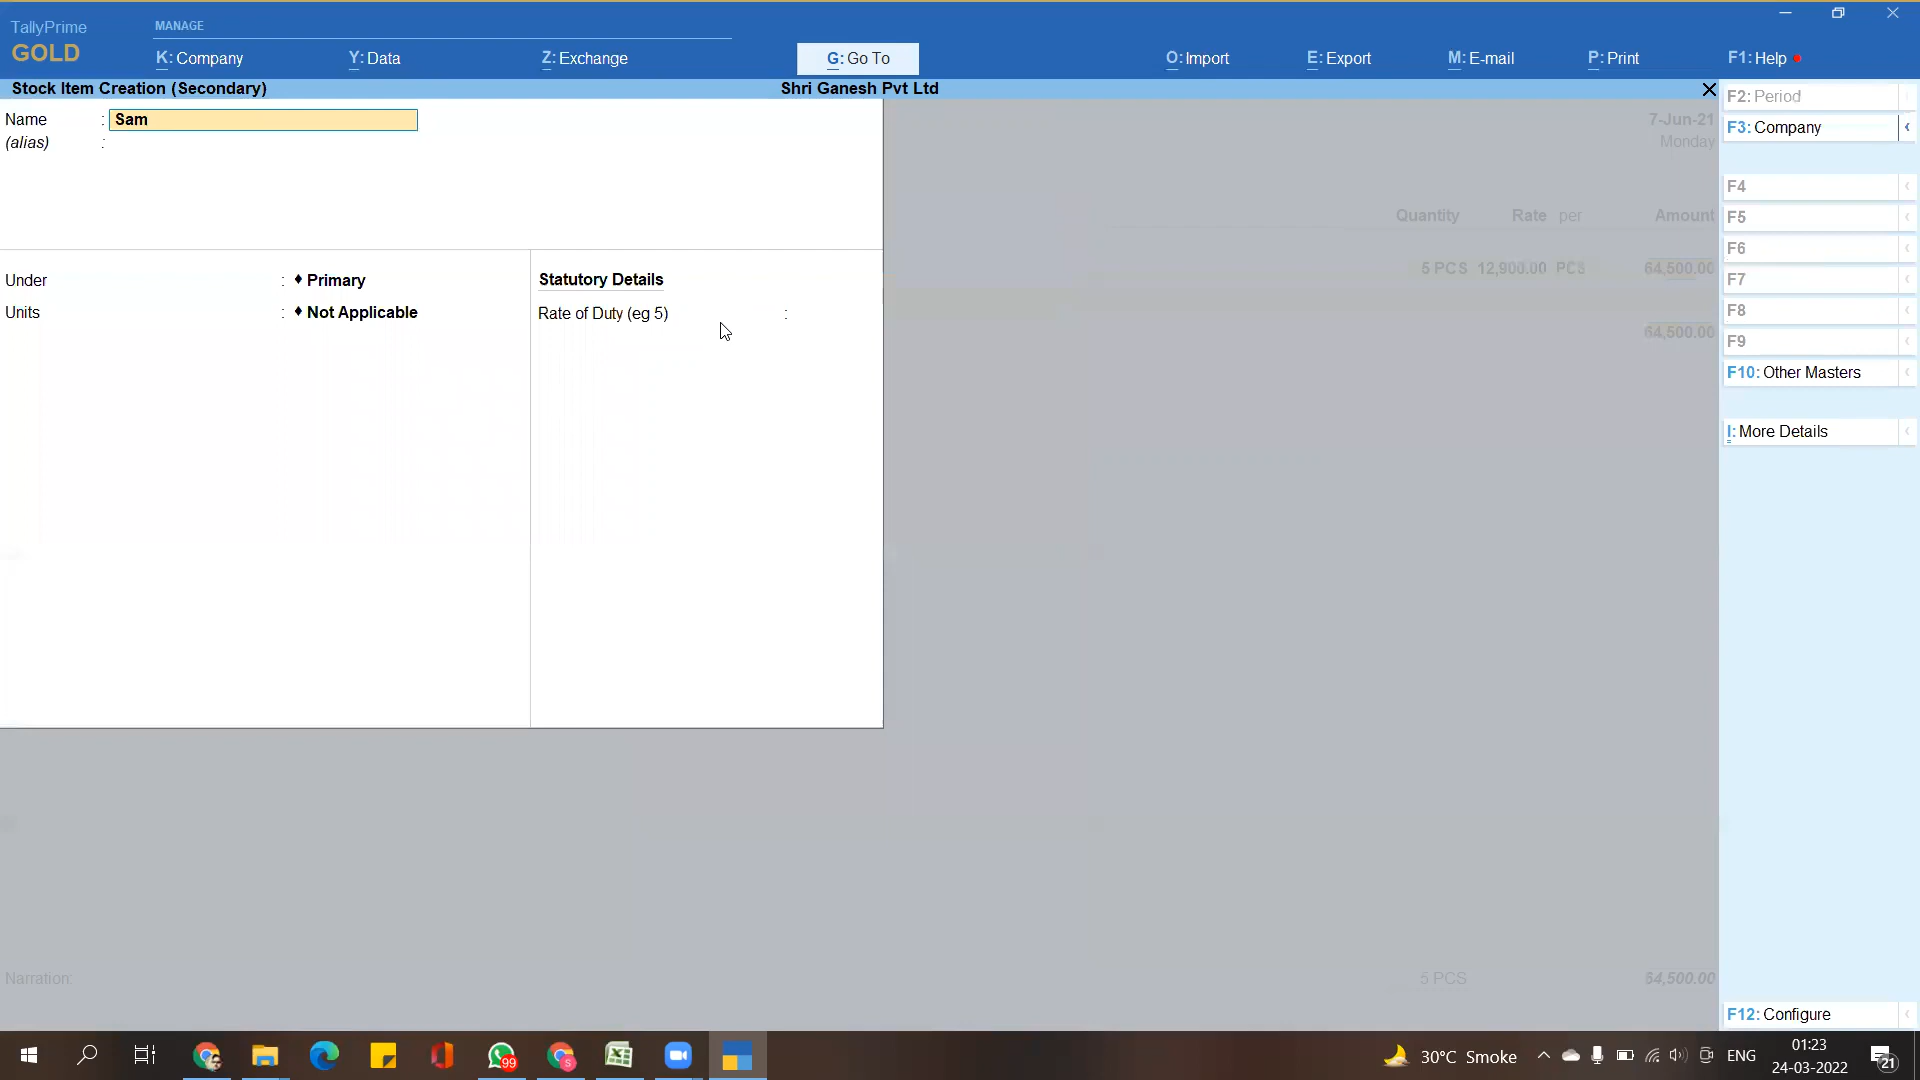 TallyPrime
GOLD
MANAGE
K: Company
Y: Data
Z: Exchange
G: Go To
O: Import
E: Export
M: E-mail
P: Print
F1: Help
Stock Item Creation (Secondary)
Shri Ganesh Pvt Ltd
Name : Sam
(alias) :
7-Jun-21
Monday
Quantity Rate per Amount
5 PCS 12,900.00 PCS 64,500.00
64,500.00
Under : ♦ Primary
Units : ♦ Not Applicable
Statutory Details
Rate of Duty (eg 5) :
Narration:
5 PCS 64,500.00
F2: Period
F3: Company
F4
F5
F6
F7
F8
F9
F10: Other Masters
I: More Details
F12: Configure
99
S
30°C Smoke
ENG
01:23
24-03-2022
21